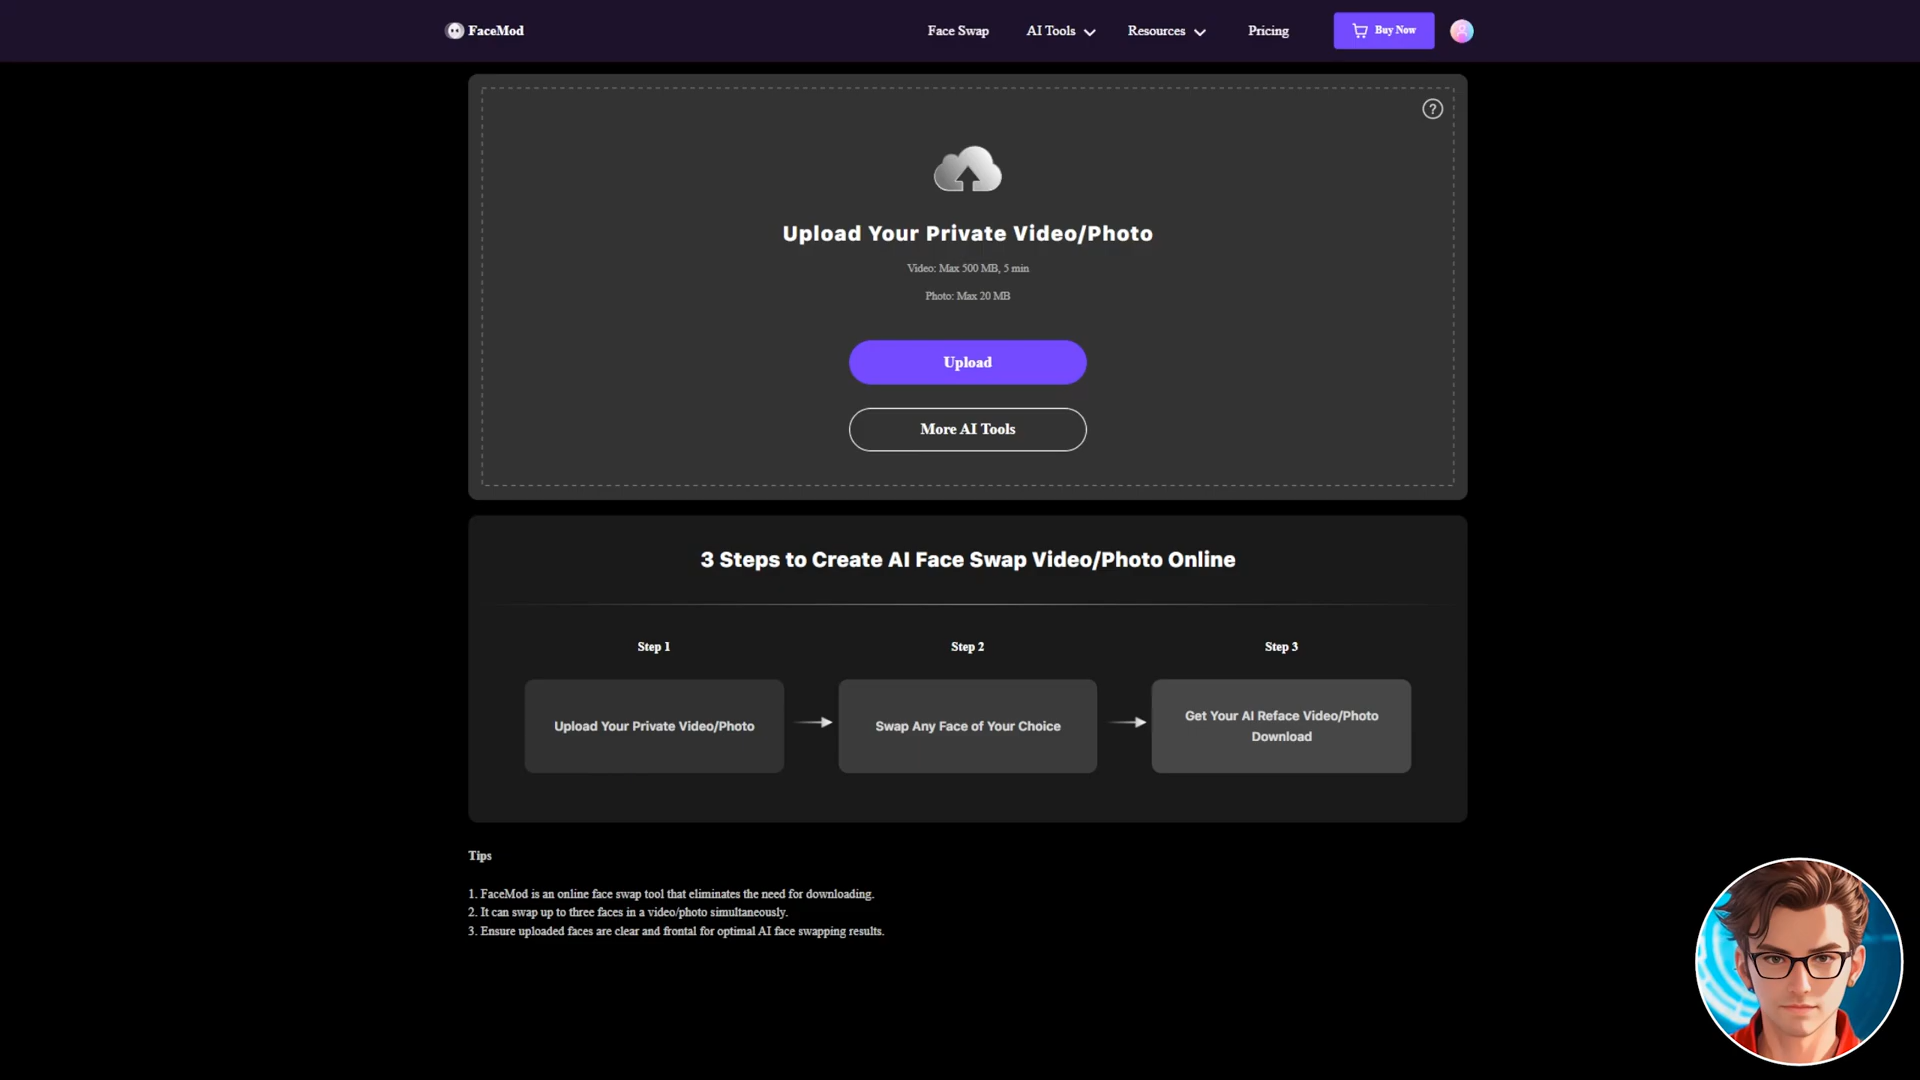 FaceMod
Face Swap
AI Tools
Resources
Pricing
Buy Now
?
Upload Your Private Video/Photo
Video: Max 500 MB, 5 min
Photo: Max 20 MB
Upload
More AI Tools
3 Steps to Create AI Face Swap Video/Photo Online
Step 1
Step 2
Step 3
Upload Your Private Video/Photo
Swap Any Face of Your Choice
Get Your AI Reface Video/Photo
Download
Tips
1. FaceMod is an online face swap tool that eliminates the need for downloading.
2. It can swap up to three faces in a video/photo simultaneously.
3. Ensure uploaded faces are clear and frontal for optimal AI face swapping results.